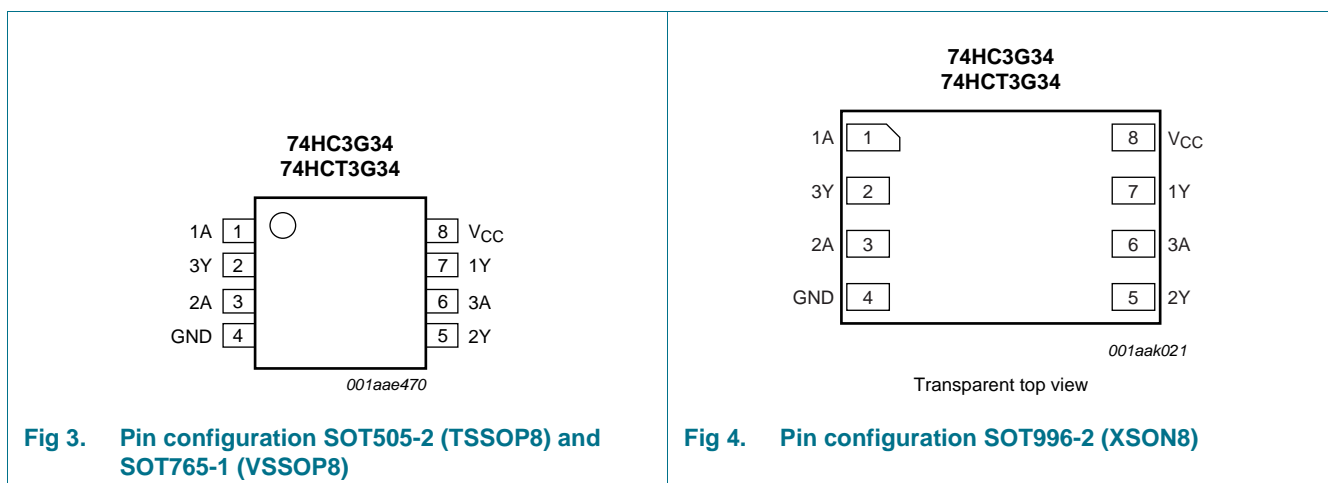 74HC3G34
74HCT3G34
1A 1 8 VCC
3Y 2 7 1Y
2A 3 6 3A
GND 4 5 2Y
001aae470
Fig 3. Pin configuration SOT505-2 (TSSOP8) and
SOT765-1 (VSSOP8)
74HC3G34
74HCT3G34
1A 1 8 VCC
3Y 2 7 1Y
2A 3 6 3A
GND 4 5 2Y
001aak021
Transparent top view
Fig 4. Pin configuration SOT996-2 (XSON8)